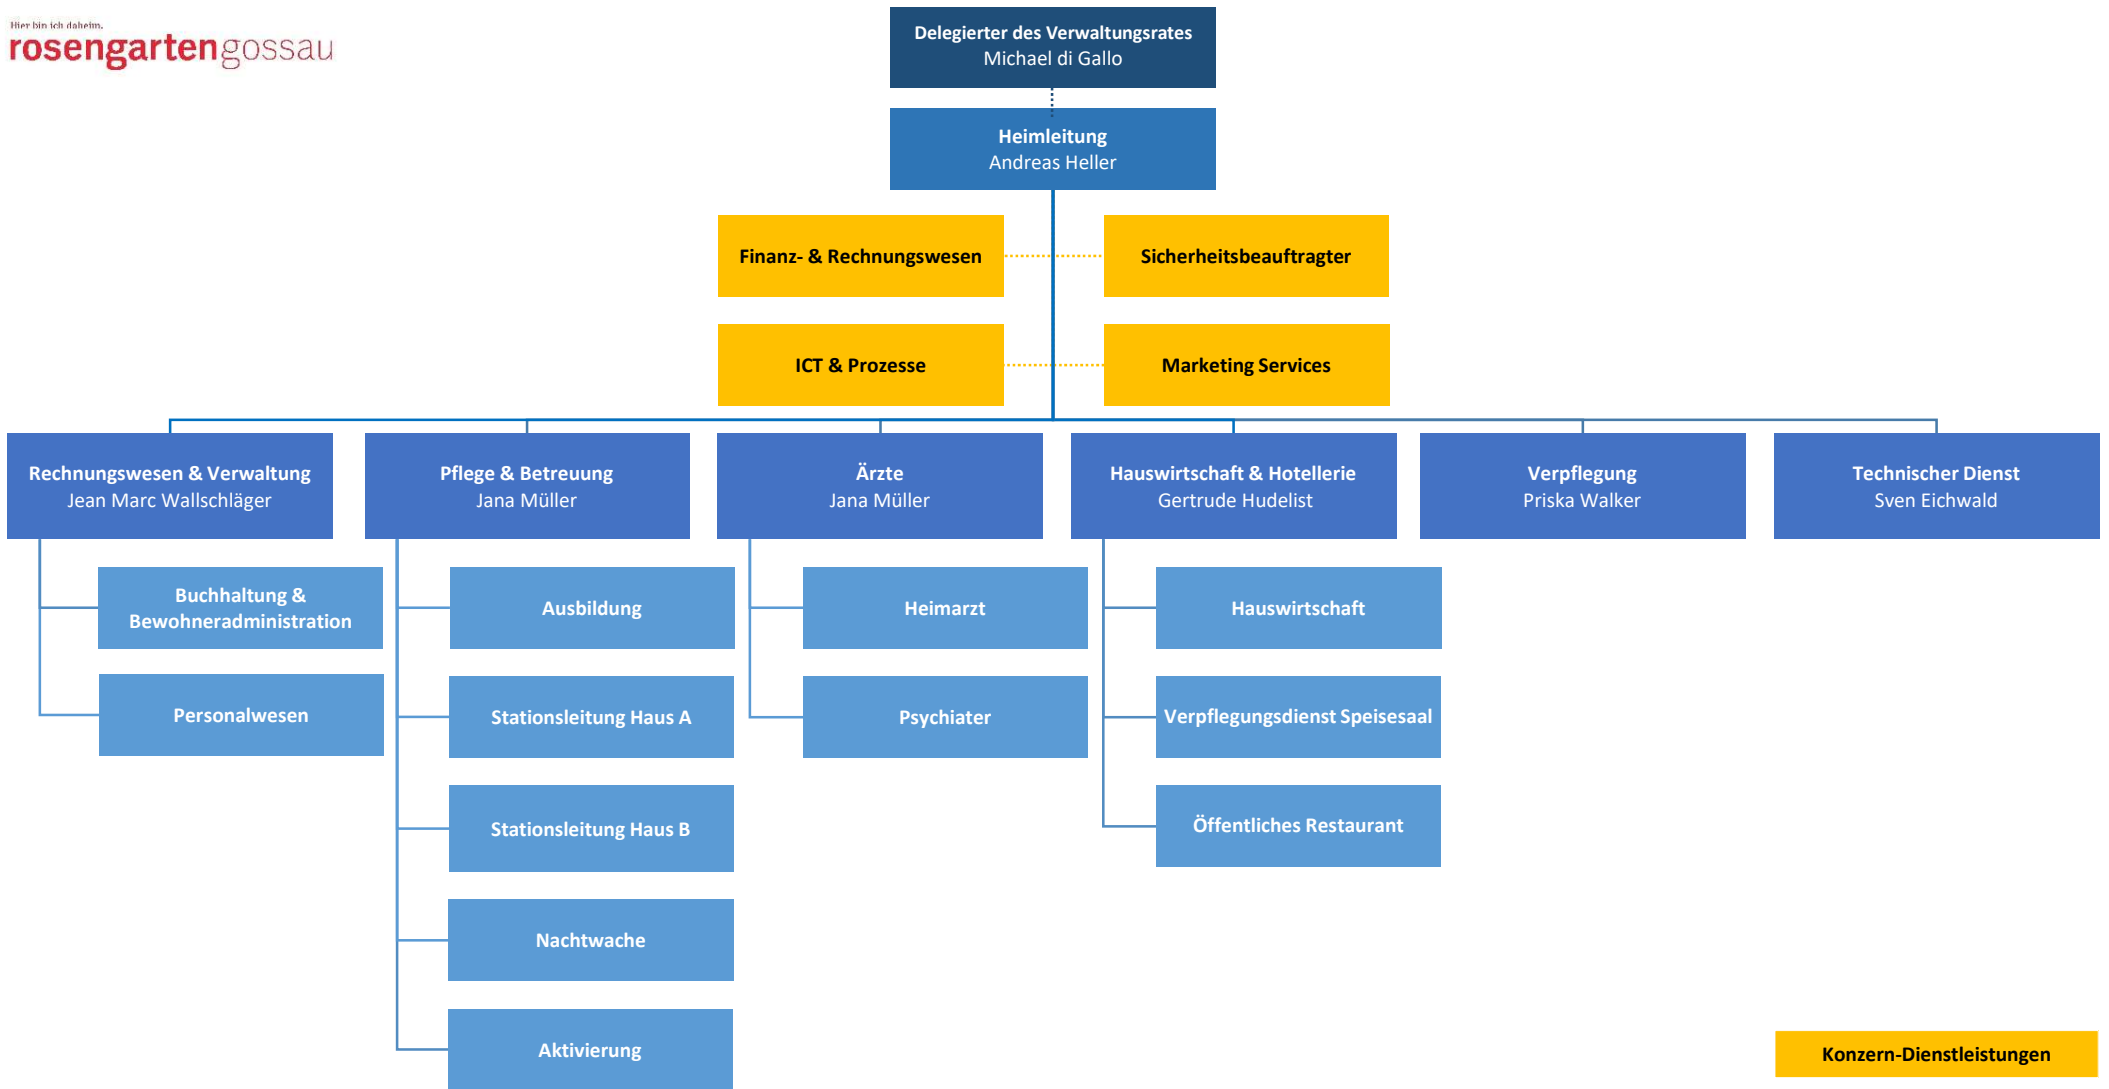 Hier bin ich daheim.
rosengartengossau
Delegierter des Verwaltungsrates
Michael di Gallo
Heimleitung
Andreas Heller
Finanz- & Rechnungswesen
Sicherheitsbeauftragter
ICT & Prozesse
Marketing Services
Rechnungswesen & Verwaltung
Jean Marc Wallschläger
Pflege & Betreuung
Jana Müller
Ärzte
Jana Müller
Hauswirtschaft & Hotellerie
Gertrude Hudelist
Verpflegung
Priska Walker
Technischer Dienst
Sven Eichwald
Buchhaltung &
Bewohneradministration
Personalwesen
Ausbildung
Stationsleitung Haus A
Stationsleitung Haus B
Nachtwache
Aktivierung
Heimarzt
Psychiater
Hauswirtschaft
Verpflegungsdienst Speisesaal
Öffentliches Restaurant
Konzern-Dienstleistungen